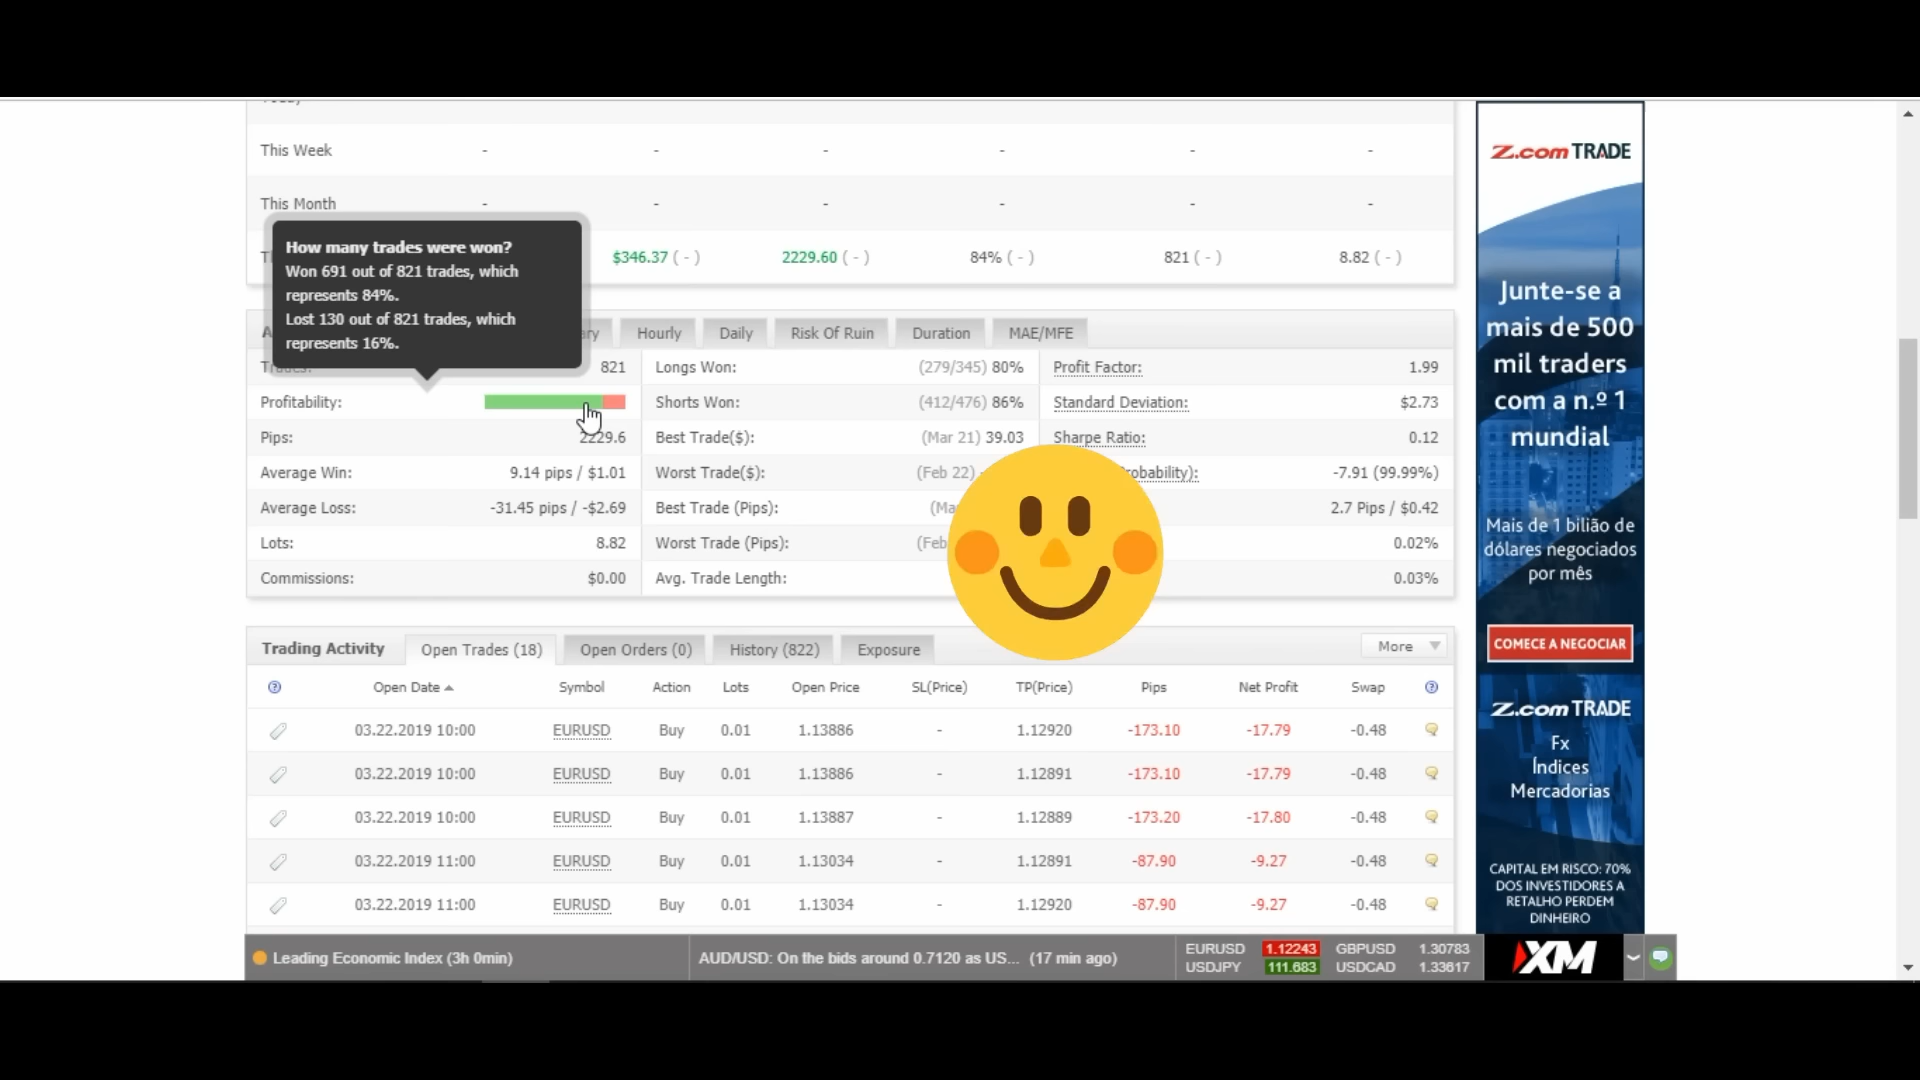 This Week - - - - - -
This Month - - - - - -
$346.37 ( - ) 2229.60 ( - ) 84% ( - ) 821 ( - ) 8.82 ( - )
How many trades were won?
Won 691 out of 821 trades, which
represents 84%.
Lost 130 out of 821 trades, which
represents 16%.
Hourly Daily Risk Of Ruin Duration MAE/MFE
Trades: 821 Longs Won: (279/345) 80% Profit Factor: 1.99
Profitability: Shorts Won: (412/476) 86% Standard Deviation: $2.73
Pips: 2229.6 Best Trade($): (Mar 21) 39.03 Sharpe Ratio: 0.12
Average Win: 9.14 pips / $1.01 Worst Trade($): (Feb 22) -7.91 (99.99%)
Average Loss: -31.45 pips / -$2.69 Best Trade (Pips): 2.7 Pips / $0.42
Lots: 8.82 Worst Trade (Pips): (Feb 0.02%
Commissions: $0.00 Avg. Trade Length: 0.03%
Trading Activity Open Trades (18) Open Orders (0) History (822) Exposure More
Open Date Symbol Action Lots Open Price SL(Price) TP(Price) Pips Net Profit Swap
03.22.2019 10:00 EURUSD Buy 0.01 1.13886 - 1.12920 -173.10 -17.79 -0.48
03.22.2019 10:00 EURUSD Buy 0.01 1.13886 - 1.12891 -173.10 -17.79 -0.48
03.22.2019 10:00 EURUSD Buy 0.01 1.13887 - 1.12889 -173.20 -17.80 -0.48
03.22.2019 11:00 EURUSD Buy 0.01 1.13034 - 1.12891 -87.90 -9.27 -0.48
03.22.2019 11:00 EURUSD Buy 0.01 1.13034 - 1.12920 -87.90 -9.27 -0.48
Leading Economic Index (3h 0min) AUD/USD: On the bids around 0.7120 as US... (17 min ago)
EURUSD 1.12243 GBPUSD 1.30783
USDJPY 111.683 USDCAD 1.33617
XM
Z.com TRADE
Junte-se a
mais de 500
mil traders
com a n.º 1
mundial
Mais de 1 bilião de
dólares negociados
por mês
COMECE A NEGOCIAR
Z.com TRADE
Fx
Índices
Mercadorias
CAPITAL EM RISCO: 70%
DOS INVESTIDORES A
RETALHO PERDEM
DINHEIRO